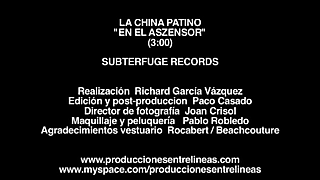 LA CHINA PATINO
"EN EL ASZENSOR"
(3:00)
SUBTERFUGE RECORDS
Realización Richard García Vázquez
Edición y post-produccion Paco Casado
Director de fotografía Joan Crisol
Maquillaje y peluquería Pablo Robledo
Agradecimientos vestuario Rocabert / Beachcouture
www.produccionesentrelineas.com
www.myspace.com/produccionesentrelineas